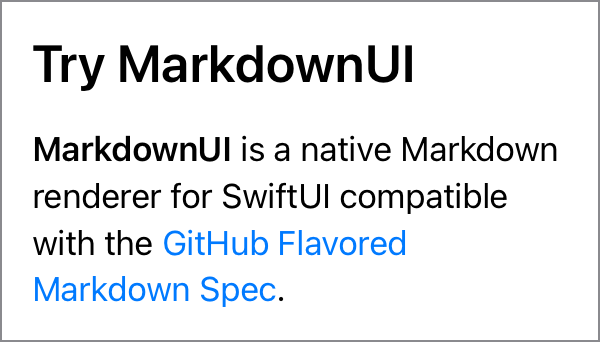 Try MarkdownUI
MarkdownUI is a native Markdown
renderer for SwiftUI compatible
with the GitHub Flavored
Markdown Spec.